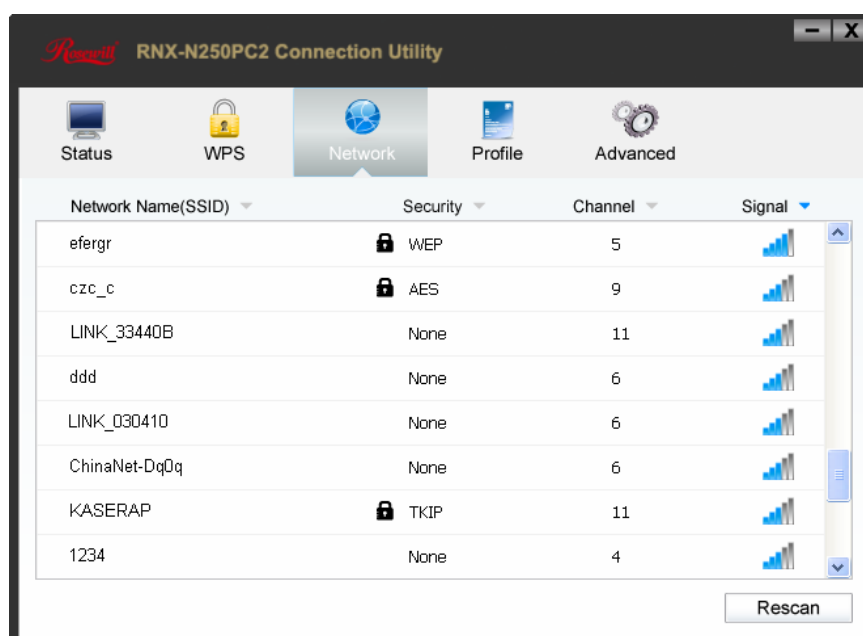 Rosewill RNX-N250PC2 Connection Utility
Status WPS Network Profile Advanced
Network Name(SSID) Security Channel Signal
efergr WEP 5
czc_c AES 9
LINK_33440B None 11
ddd None 6
LINK_030410 None 6
ChinaNet-Dq0q None 6
KASERAP TKIP 11
1234 None 4
Rescan